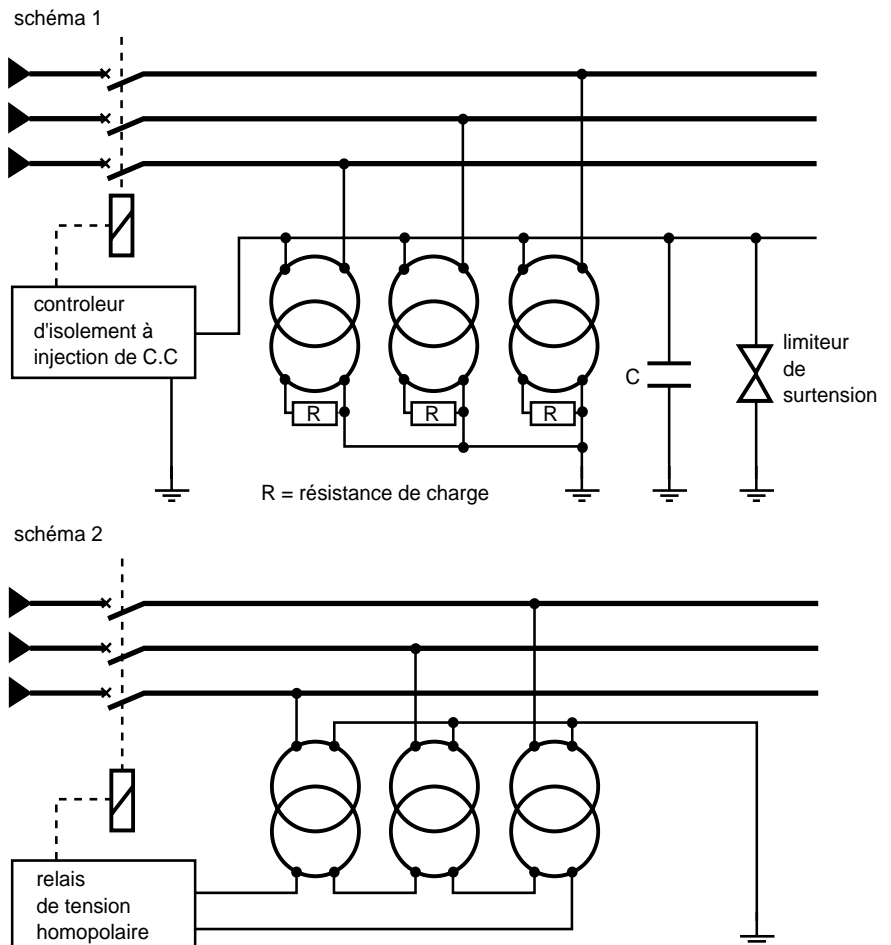 schéma 1
controleur
d'isolement à
injection de C.C
R
R
R
C
limiteur
de
surtension
R = résistance de charge
schéma 2
relais
de tension
homopolaire